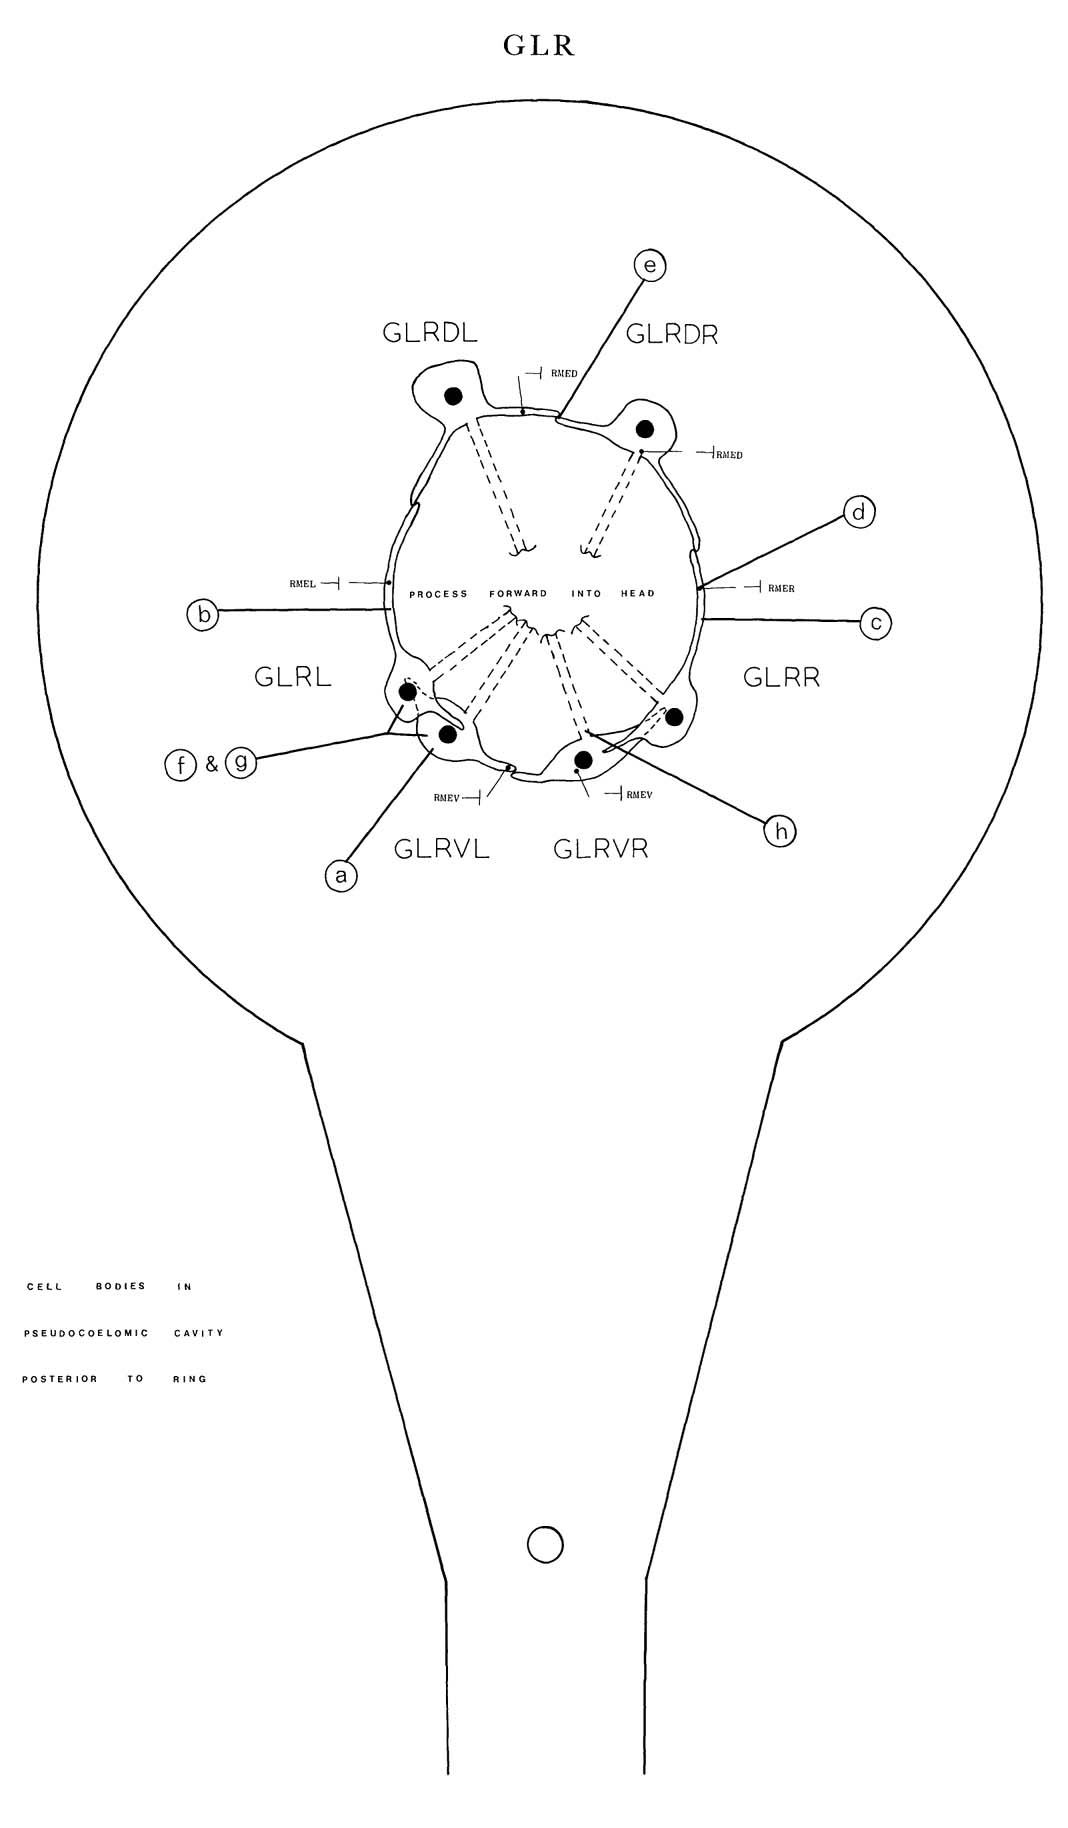 GLR
e
GLRDL
GLRDR
RMED
RMED
d
RMEL
PROCESS FORWARD INTO HEAD
RMER
b
c
GLRL
GLRR
f & g
RMEV
RMEV
h
GLRVL
GLRVR
a
CELL BODIES IN
PSEUDOCOELOMIC CAVITY
POSTERIOR TO RING